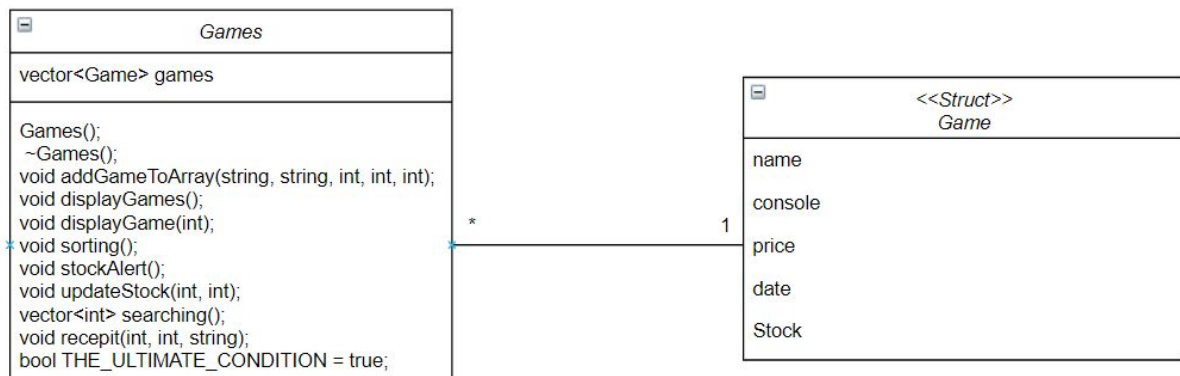 Games
vector<Game> games
Games();
~Games();
void addGameToArray(string, string, int, int, int);
void displayGames();
void displayGame(int);
void sorting();
void stockAlert();
void updateStock(int, int);
vector<int> searching();
void recepit(int, int, string);
bool THE_ULTIMATE_CONDITION = true;
* 1
<<Struct>>
Game
name
console
price
date
Stock